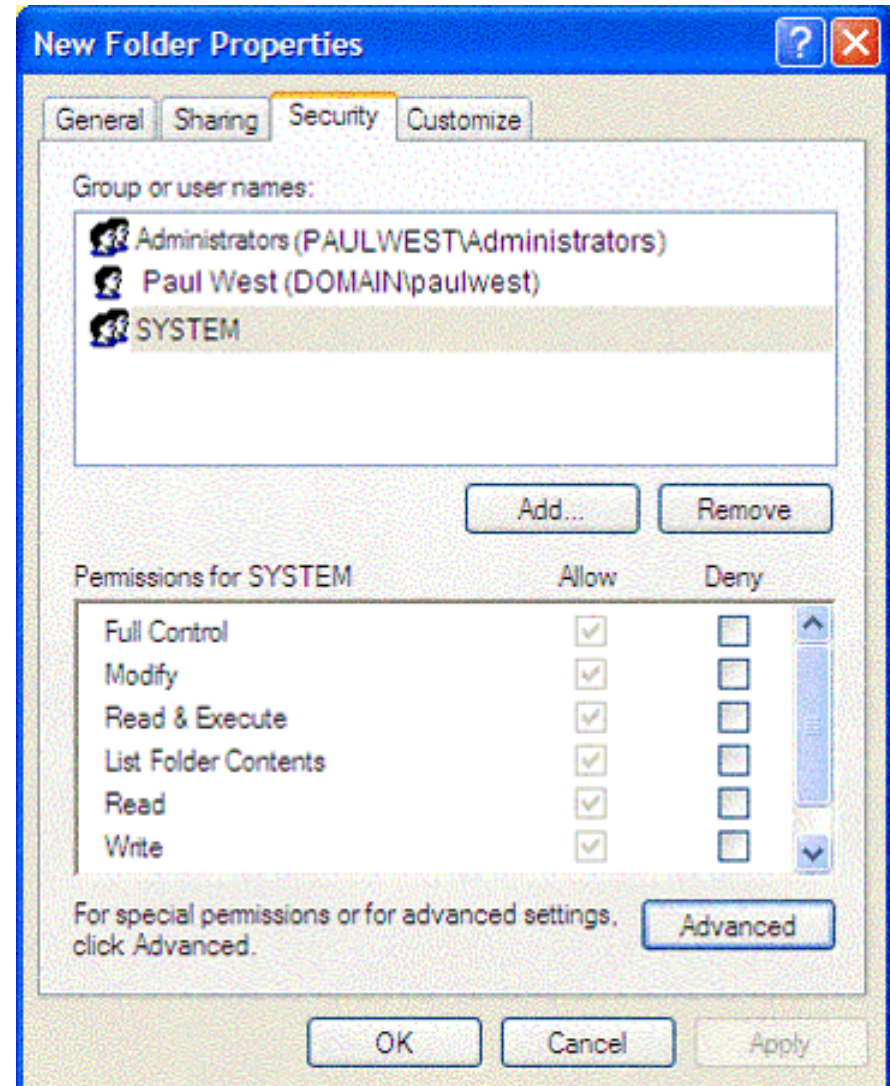 New Folder Properties
?
General Sharing Security Customize
Group or user names:
Administrators (PAULWEST\Administrators)
Paul West (DOMAIN\paulwest)
SYSTEM
Add... Remove
Permissions for SYSTEM Allow Deny
Full Control
Modify
Read & Execute
List Folder Contents
Read
Write
For special permissions or for advanced settings,
click Advanced.
Advanced
OK Cancel Apply